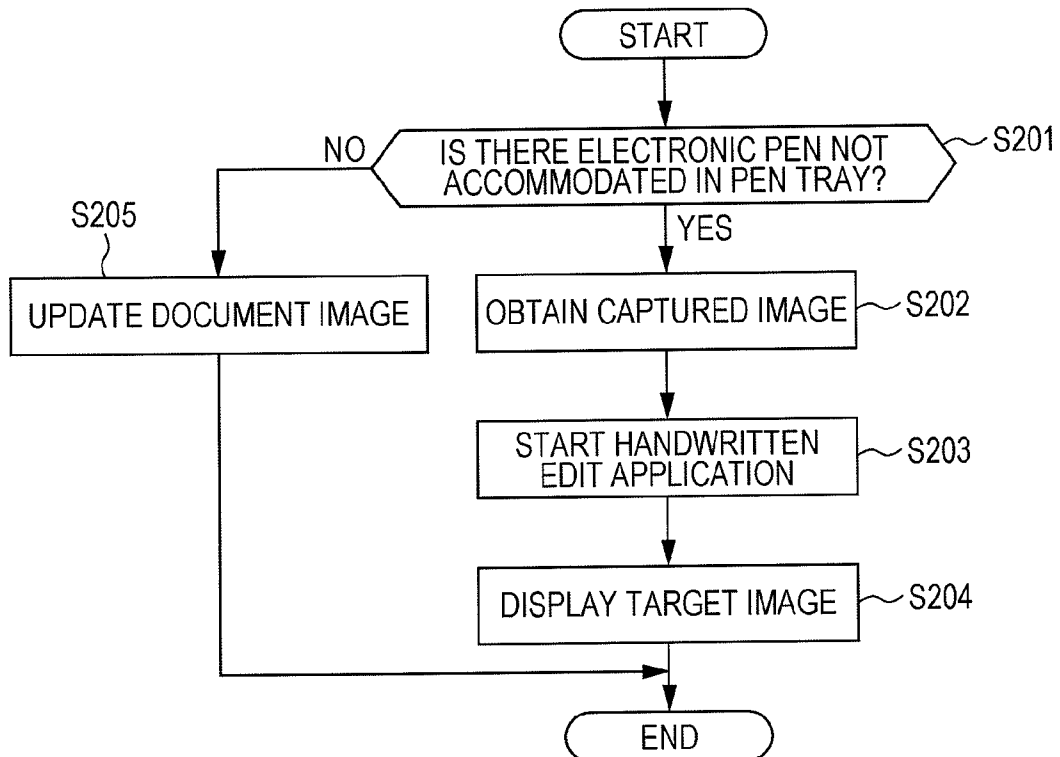 START
IS THERE ELECTRONIC PEN NOT
ACCOMMODATED IN PEN TRAY?
S201
NO
YES
S205
UPDATE DOCUMENT IMAGE
OBTAIN CAPTURED IMAGE
S202
START HANDWRITTEN
EDIT APPLICATION
S203
DISPLAY TARGET IMAGE
S204
END